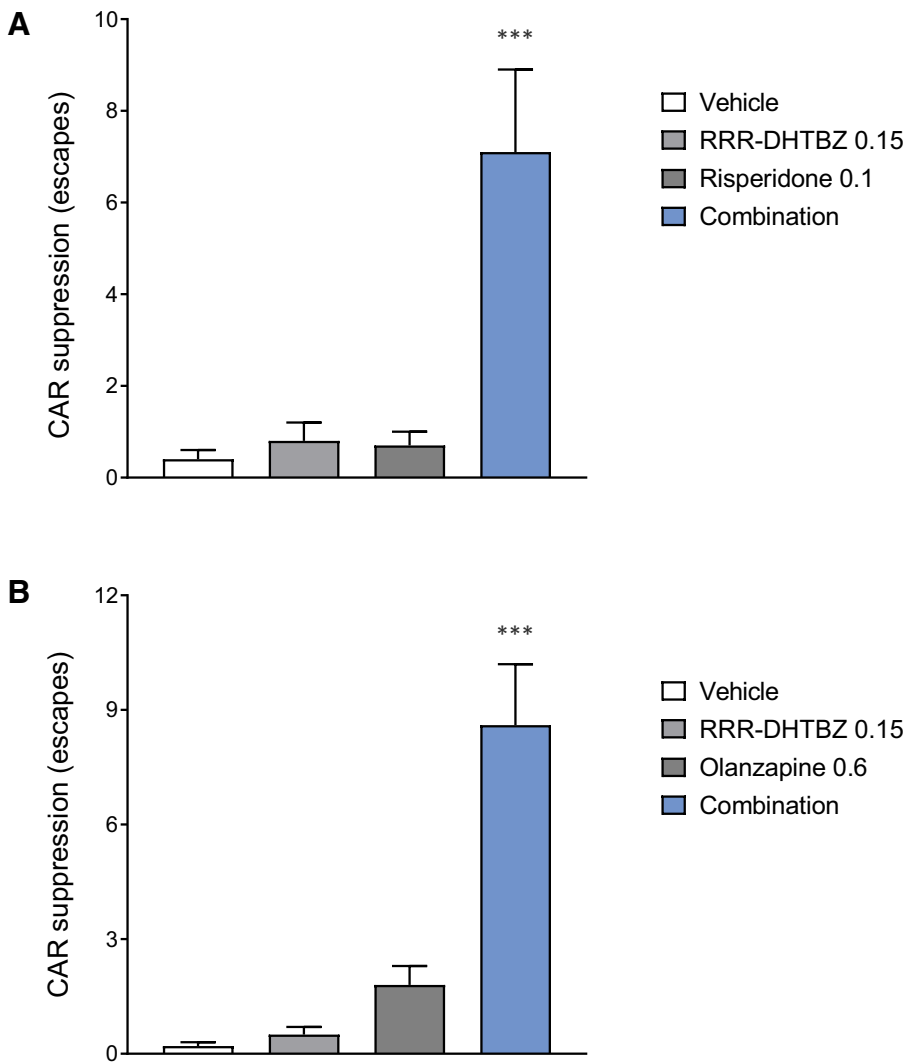 A
CAR suppression (escapes)
10
8
6
4
2
0
***
Vehicle
RRR-DHTBZ 0.15
Risperidone 0.1
Combination
B
CAR suppression (escapes)
12
9
6
3
0
***
Vehicle
RRR-DHTBZ 0.15
Olanzapine 0.6
Combination